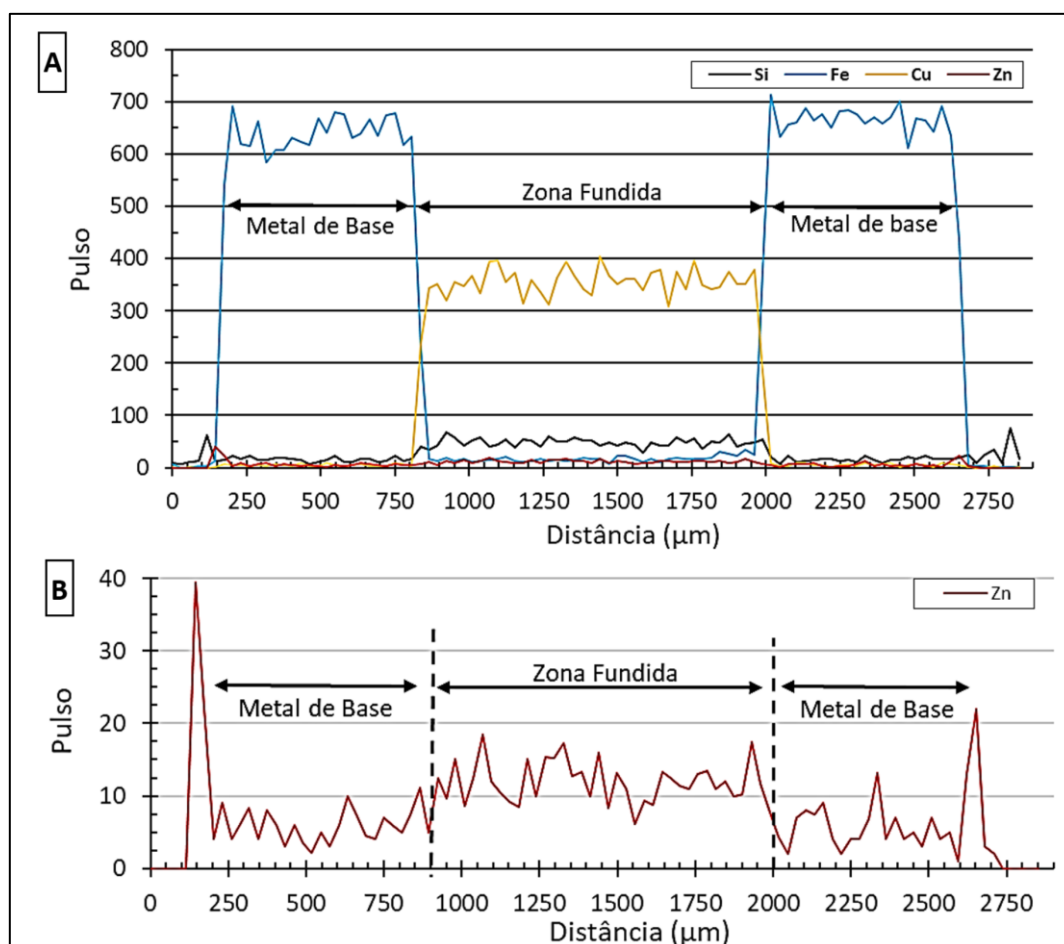 A
800
700
600
500
400
300
200
100
0
Pulso
Si Fe Cu Zn
Zona Fundida
Metal de Base
Metal de base
0 250 500 750 1000 1250 1500 1750 2000 2250 2500 2750
Distância (μm)
B
40
30
20
10
0
Pulso
Zn
Zona Fundida
Metal de Base
Metal de Base
0 250 500 750 1000 1250 1500 1750 2000 2250 2500 2750
Distância (μm)